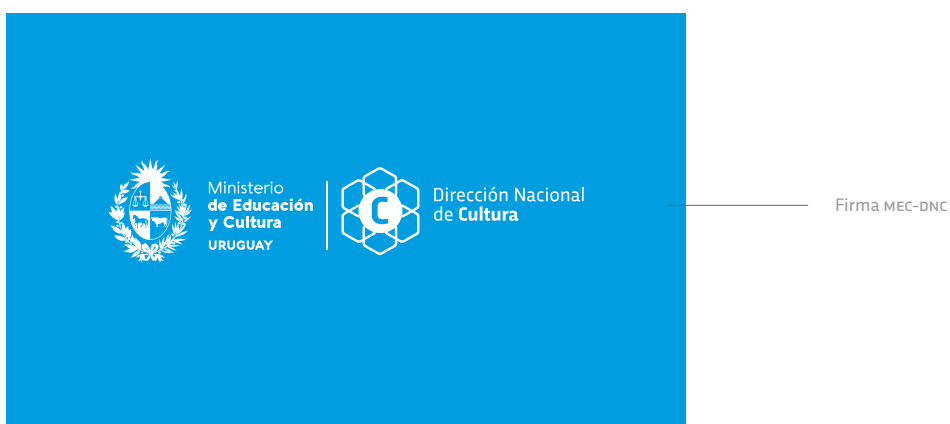 Ministerio
de Educación
y Cultura
URUGUAY
C
Dirección Nacional
de Cultura
Firma MEC-DNC